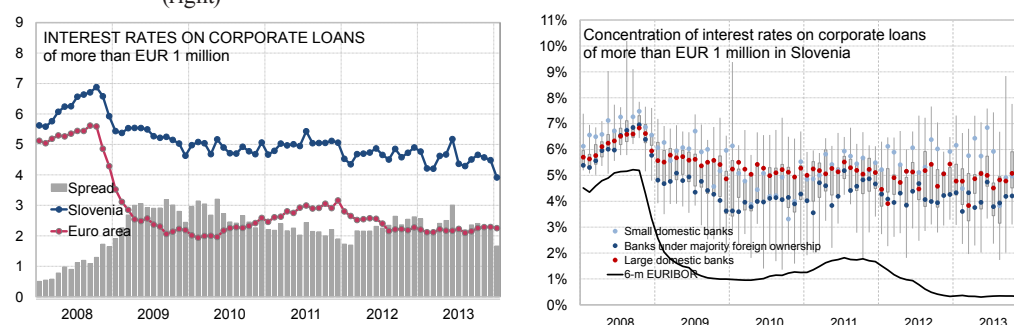 (right)
INTEREST RATES ON CORPORATE LOANS
of more than EUR 1 million
9
8
7
6
5
4
3
2
1
0
Spread
Slovenia
Euro area
2008 2009 2010 2011 2012 2013
Concentration of interest rates on corporate loans
of more than EUR 1 million in Slovenia
11%
10%
9%
8%
7%
6%
5%
4%
3%
2%
1%
0%
Small domestic banks
Banks under majority foreign ownership
Large domestic banks
6-m EURIBOR
2008 2009 2010 2011 2012 2013